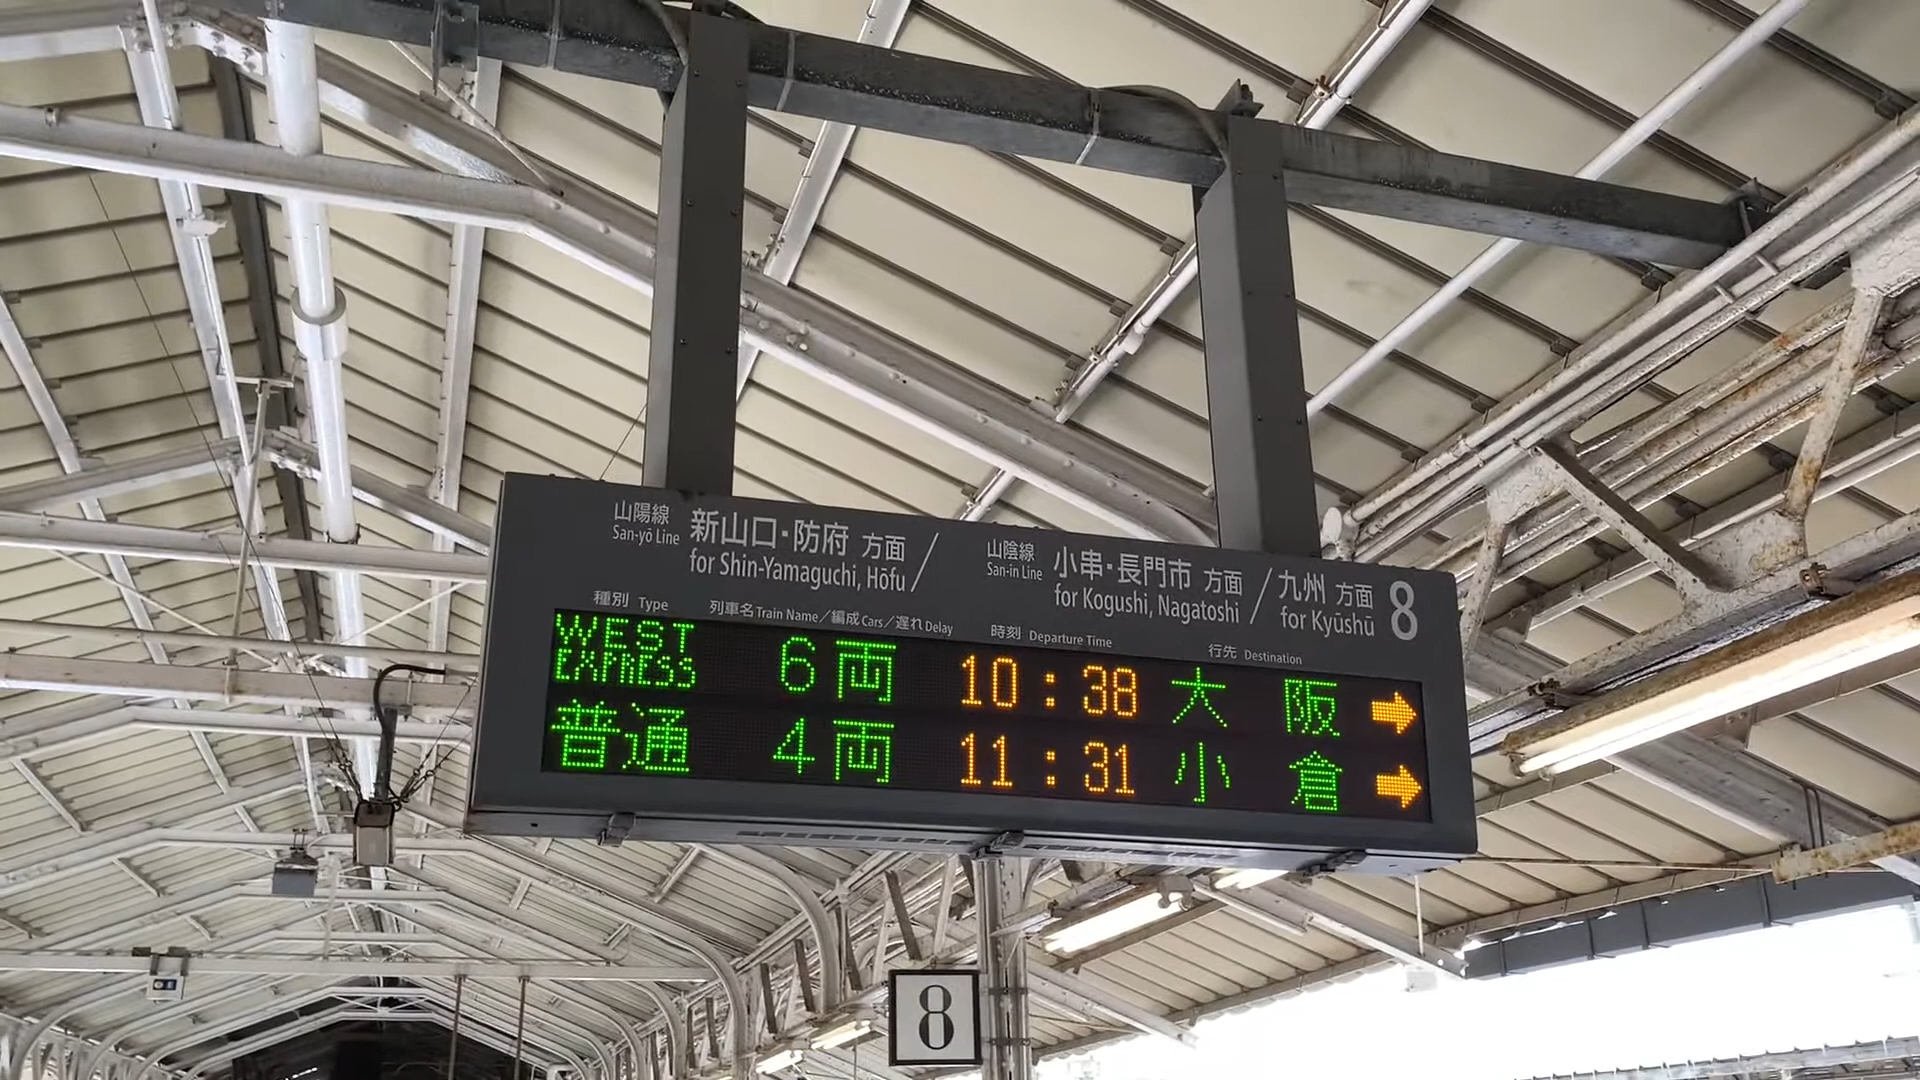 山陽線 新山口・防府 方面 / 山陰線 小串・長門市 方面 / 九州 方面 8
San-yō Line for Shin-Yamaguchi, Hōfu / San-in Line for Kogushi, Nagatoshi / for Kyūshū
種別 Type 列車名 Train Name/編成 Cars/遅れ Delay 時刻 Departure Time 行先 Destination
WEST EXPRESS 6両 10:38 大阪 →
普通 4両 11:31 小倉 →
8